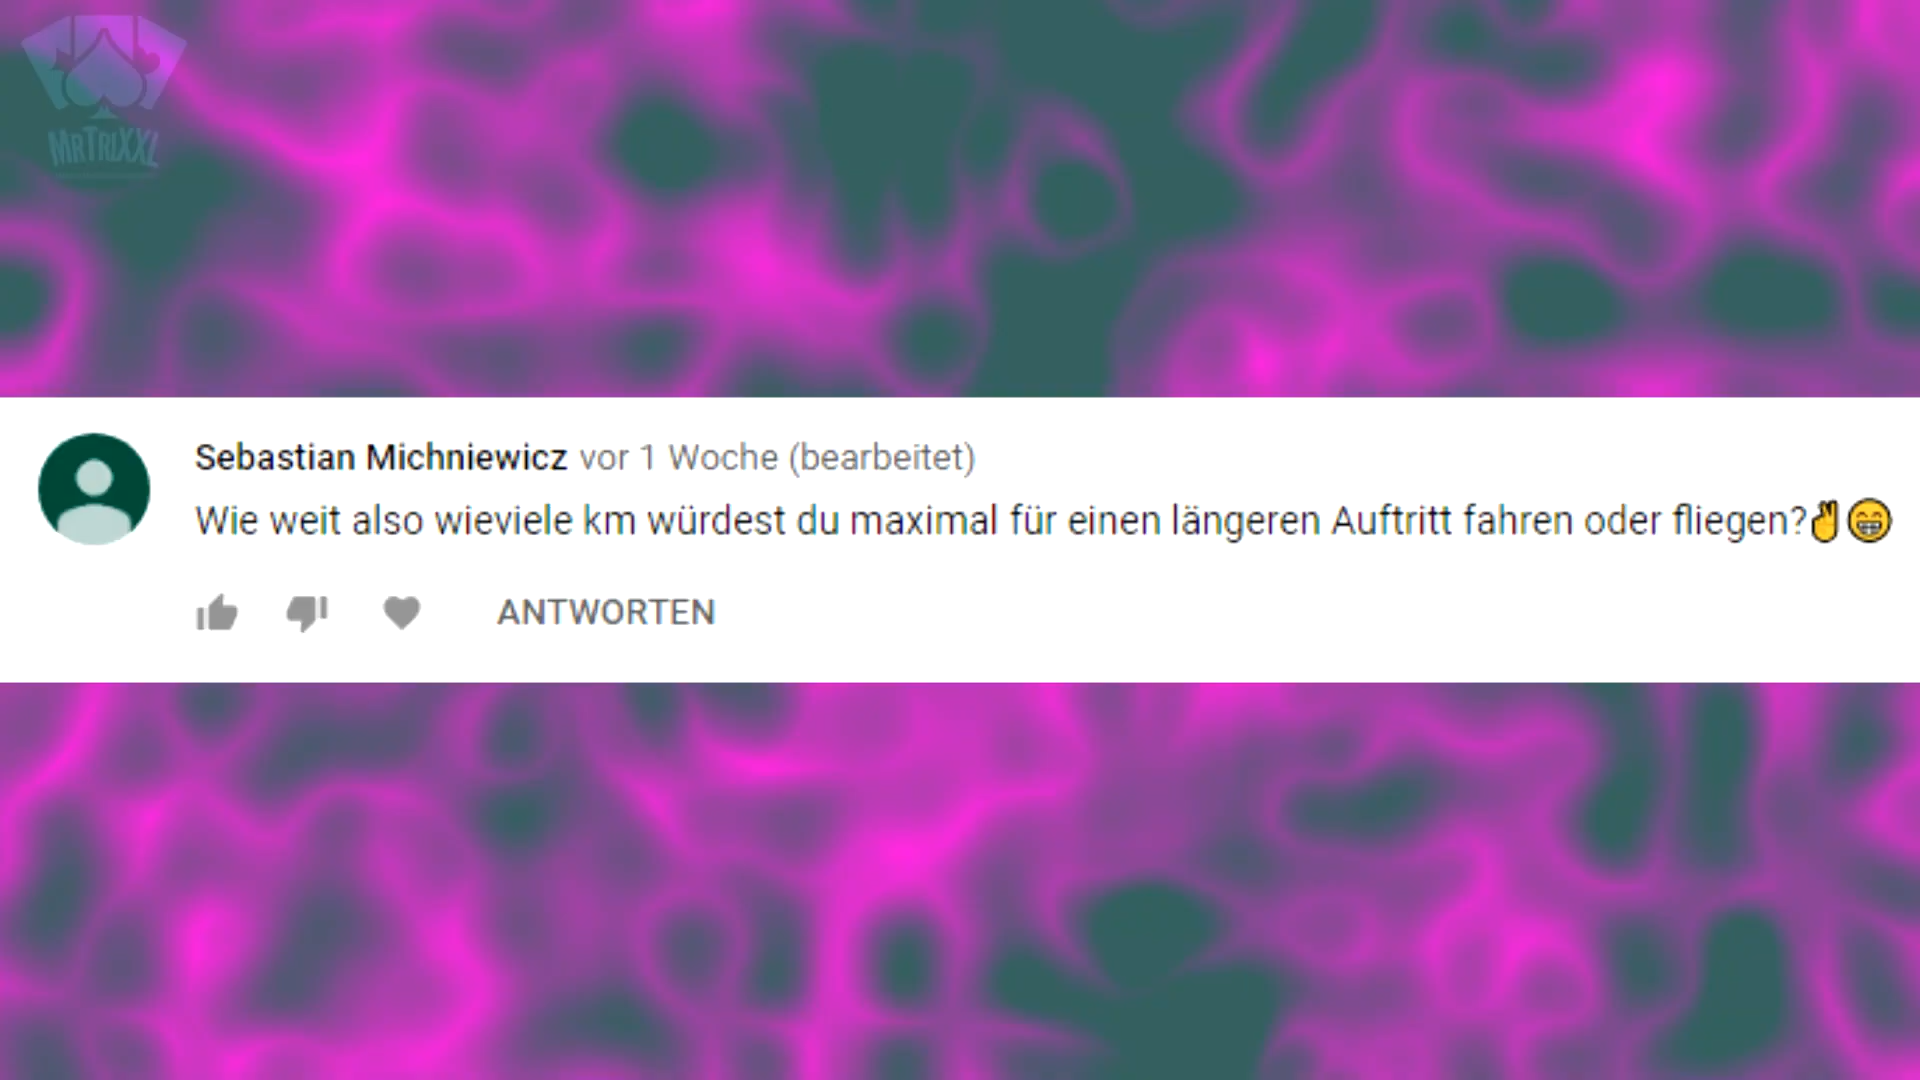 MRTRIXXL
Sebastian Michniewicz vor 1 Woche (bearbeitet)
Wie weit also wieviele km würdest du maximal für einen längeren Auftritt fahren oder fliegen?✌😁
ANTWORTEN